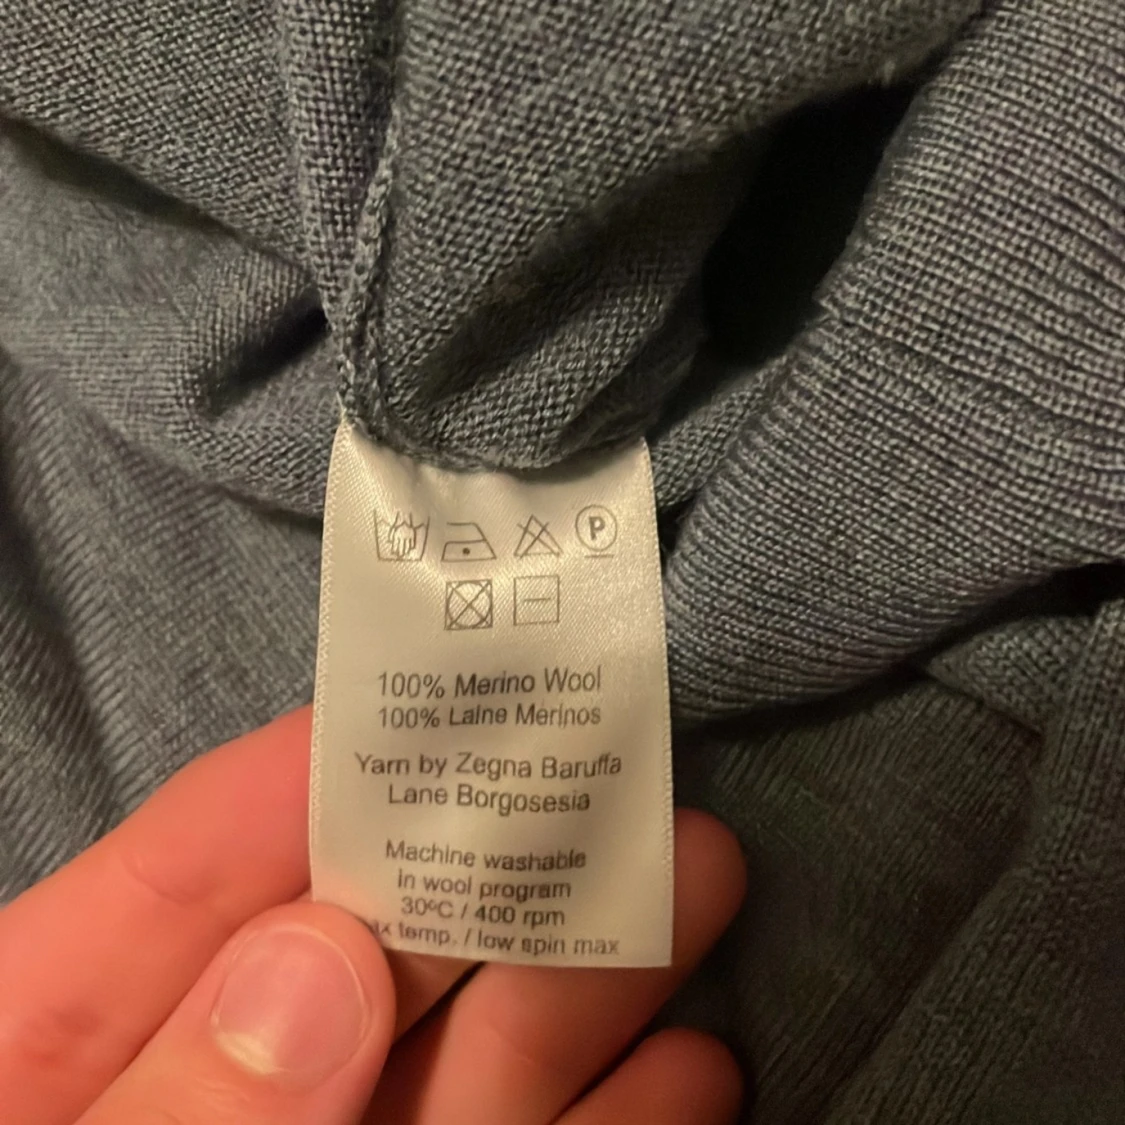 P
100% Merino Wool
100% Laine Merinos
Yarn by Zegna Baruffa
Lane Borgosesia
Machine washable
in wool program
30ºC / 400 rpm
temp. / low spin max